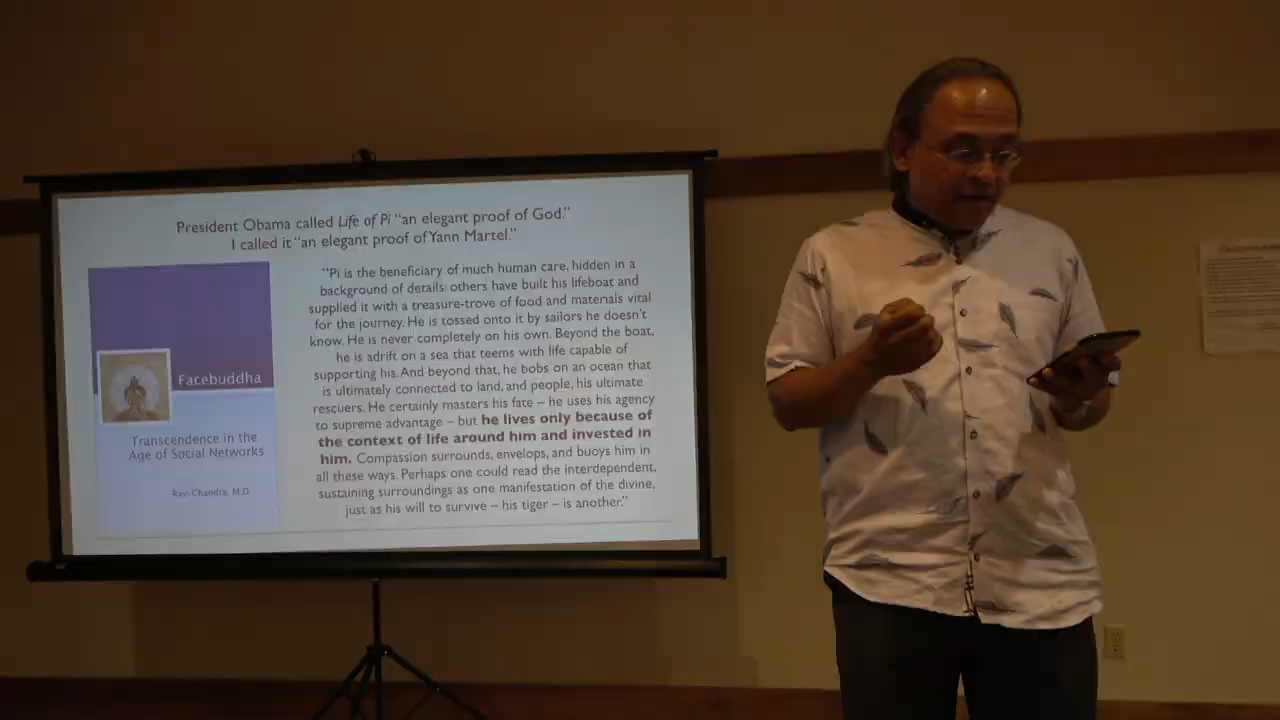 President Obama called Life of Pi “an elegant proof of God.”
I called it “an elegant proof of Yann Martel.”
Facebuddha
Transcendence in the
Age of Social Networks
Ravi Chandra, M.D.
"Pi is the beneficiary of much human care, hidden in a
background of details: others have built his lifeboat and
supplied it with a treasure-trove of food and materials vital
for the journey. He is tossed onto it by sailors he doesn't
know. He is never completely on his own. Beyond the boat,
he is adrift on a sea that teems with life capable of
supporting his. And beyond that, he bobs on an ocean that
is ultimately connected to land, and people, his ultimate
rescuers. He certainly masters his fate – he uses his agency
to supreme advantage – but he lives only because of
the context of life around him and invested in
him. Compassion surrounds, envelops, and buoys him in
all these ways. Perhaps one could read the interdependent,
sustaining surroundings as one manifestation of the divine,
just as his will to survive – his tiger – is another."